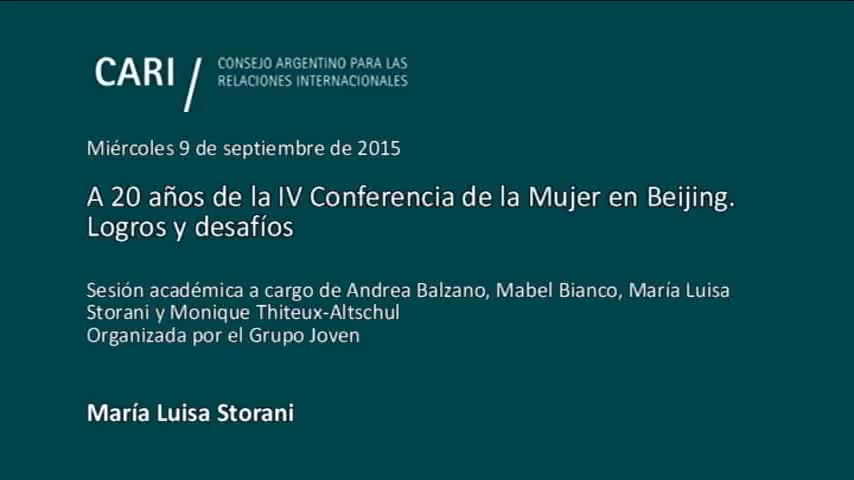 CARI
CONSEJO ARGENTINO PARA LAS
RELACIONES INTERNACIONALES
Miércoles 9 de septiembre de 2015
A 20 años de la IV Conferencia de la Mujer en Beijing.
Logros y desafíos
Sesión académica a cargo de Andrea Balzano, Mabel Bianco, María Luisa
Storani y Monique Thiteux-Altschul
Organizada por el Grupo Joven
María Luisa Storani